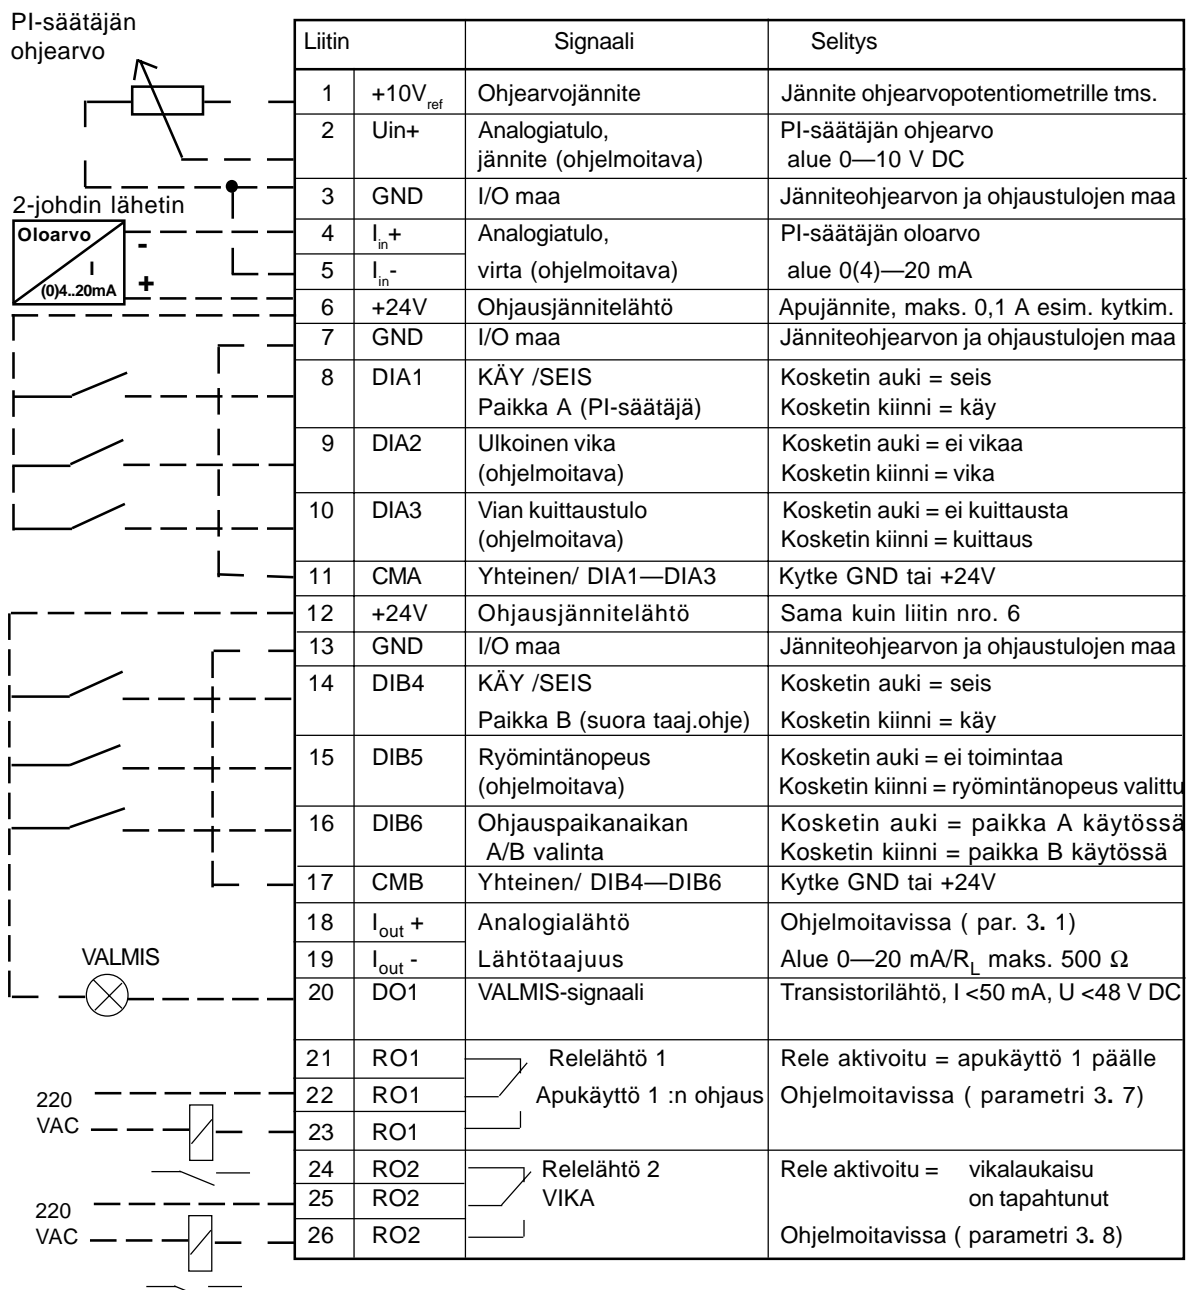 PI-säätäjän
ohjearvo
Liitin Signaali Selitys
1 +10Vref Ohjearvojännite Jännite ohjearvopotentiometrille tms.
2 Uin+ Analogiatulo, PI-säätäjän ohjearvo
jännite (ohjelmoitava) alue 0—10 V DC
3 GND I/O maa Jänniteohjearvon ja ohjaustulojen maa
2-johdin lähetin
Oloarvo - I + (0)4..20mA
4 Iin+ Analogiatulo, PI-säätäjän oloarvo
5 Iin- virta (ohjelmoitava) alue 0(4)—20 mA
6 +24V Ohjausjännitelähtö Apujännite, maks. 0,1 A esim. kytkim.
7 GND I/O maa Jänniteohjearvon ja ohjaustulojen maa
8 DIA1 KÄY /SEIS Kosketin auki = seis
Paikka A (PI-säätäjä) Kosketin kiinni = käy
9 DIA2 Ulkoinen vika Kosketin auki = ei vikaa
(ohjelmoitava) Kosketin kiinni = vika
10 DIA3 Vian kuittaustulo Kosketin auki = ei kuittausta
(ohjelmoitava) Kosketin kiinni = kuittaus
11 CMA Yhteinen/ DIA1—DIA3 Kytke GND tai +24V
12 +24V Ohjausjännitelähtö Sama kuin liitin nro. 6
13 GND I/O maa Jänniteohjearvon ja ohjaustulojen maa
14 DIB4 KÄY /SEIS Kosketin auki = seis
Paikka B (suora taaj.ohje) Kosketin kiinni = käy
15 DIB5 Ryömintänopeus Kosketin auki = ei toimintaa
(ohjelmoitava) Kosketin kiinni = ryömintänopeus valittu
16 DIB6 Ohjauspaikanaikan Kosketin auki = paikka A käytössä
A/B valinta Kosketin kiinni = paikka B käytössä
17 CMB Yhteinen/ DIB4—DIB6 Kytke GND tai +24V
18 Iout + Analogialähtö Ohjelmoitavissa ( par. 3. 1)
VALMIS 19 Iout - Lähtötaajuus Alue 0—20 mA/RL maks. 500 Ω
20 DO1 VALMIS-signaali Transistorilähtö, I <50 mA, U <48 V DC
21 RO1 Relelähtö 1 Rele aktivoitu = apukäyttö 1 päälle
220 22 RO1 Apukäyttö 1 :n ohjaus Ohjelmoitavissa ( parametri 3. 7)
VAC 23 RO1
24 RO2 Relelähtö 2 Rele aktivoitu = vikalaukaisu
220 25 RO2 VIKA on tapahtunut
VAC 26 RO2 Ohjelmoitavissa ( parametri 3. 8)